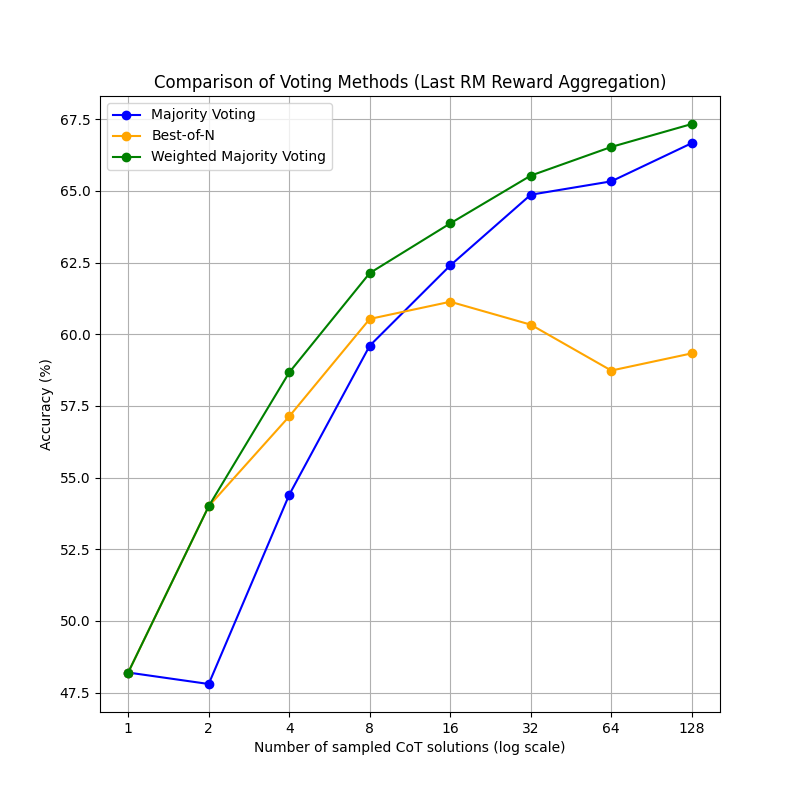 Comparison of Voting Methods (Last RM Reward Aggregation)
Majority Voting
Best-of-N
Weighted Majority Voting
Accuracy (%)
67.5
65.0
62.5
60.0
57.5
55.0
52.5
50.0
47.5
1 2 4 8 16 32 64 128
Number of sampled CoT solutions (log scale)